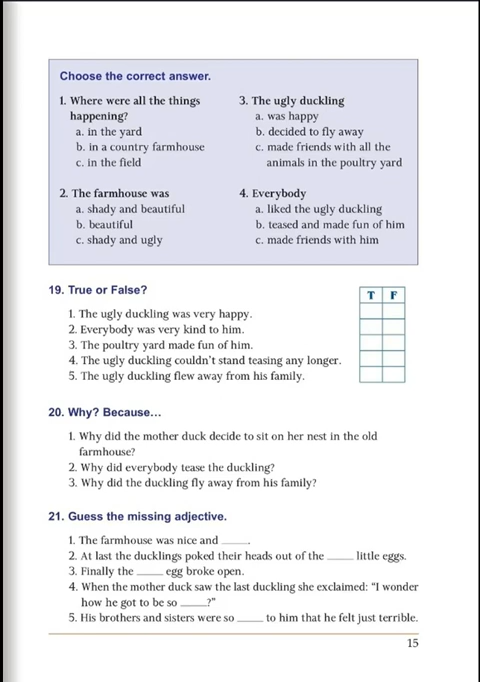 Choose the correct answer.
1. Where were all the things
happening?
a. in the yard
b. in a country farmhouse
c. in the field
2. The farmhouse was
a. shady and beautiful
b. beautiful
c. shady and ugly
3. The ugly duckling
a. was happy
b. decided to fly away
c. made friends with all the
animals in the poultry yard
4. Everybody
a. liked the ugly duckling
b. teased and made fun of him
c. made friends with him
19. True or False?
T F
1. The ugly duckling was very happy.
2. Everybody was very kind to him.
3. The poultry yard made fun of him.
4. The ugly duckling couldn't stand teasing any longer.
5. The ugly duckling flew away from his family.
20. Why? Because...
1. Why did the mother duck decide to sit on her nest in the old
farmhouse?
2. Why did everybody tease the duckling?
3. Why did the duckling fly away from his family?
21. Guess the missing adjective.
1. The farmhouse was nice and _____.
2. At last the ducklings poked their heads out of the _____ little eggs.
3. Finally the _____ egg broke open.
4. When the mother duck saw the last duckling she exclaimed: "I wonder
how he got to be so _____?"
5. His brothers and sisters were so _____ to him that he felt just terrible.
15